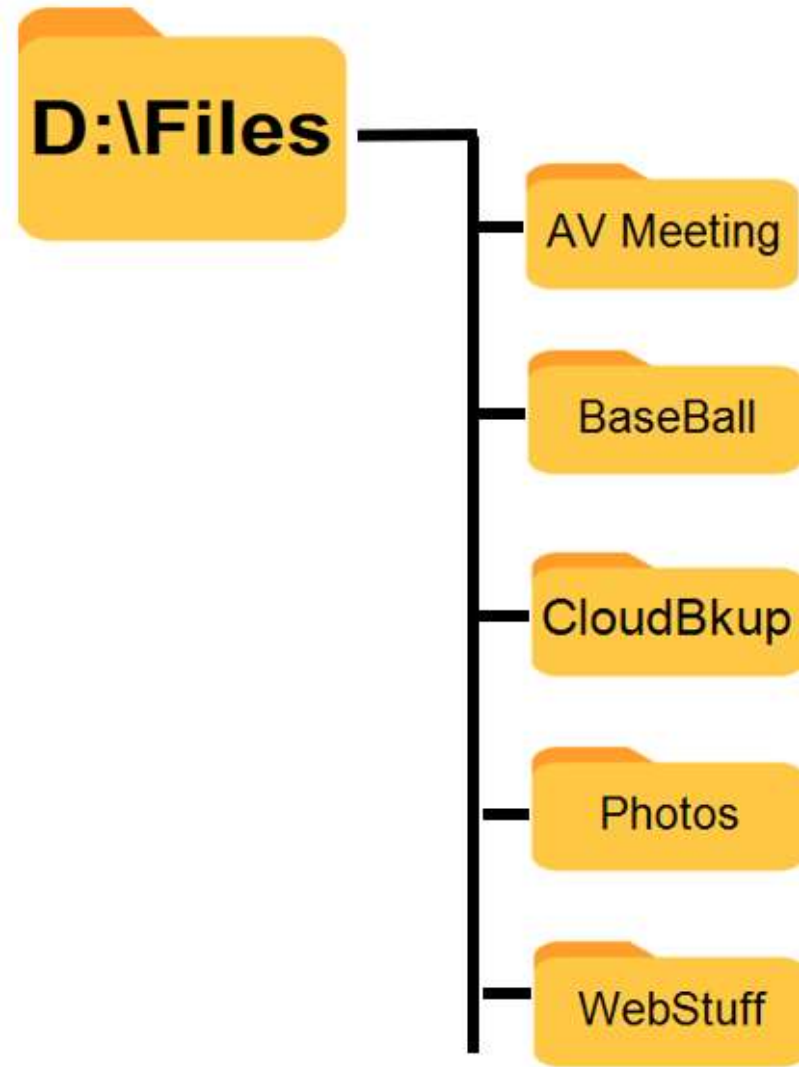 D:\Files
AV Meeting
BaseBall
CloudBkup
Photos
WebStuff